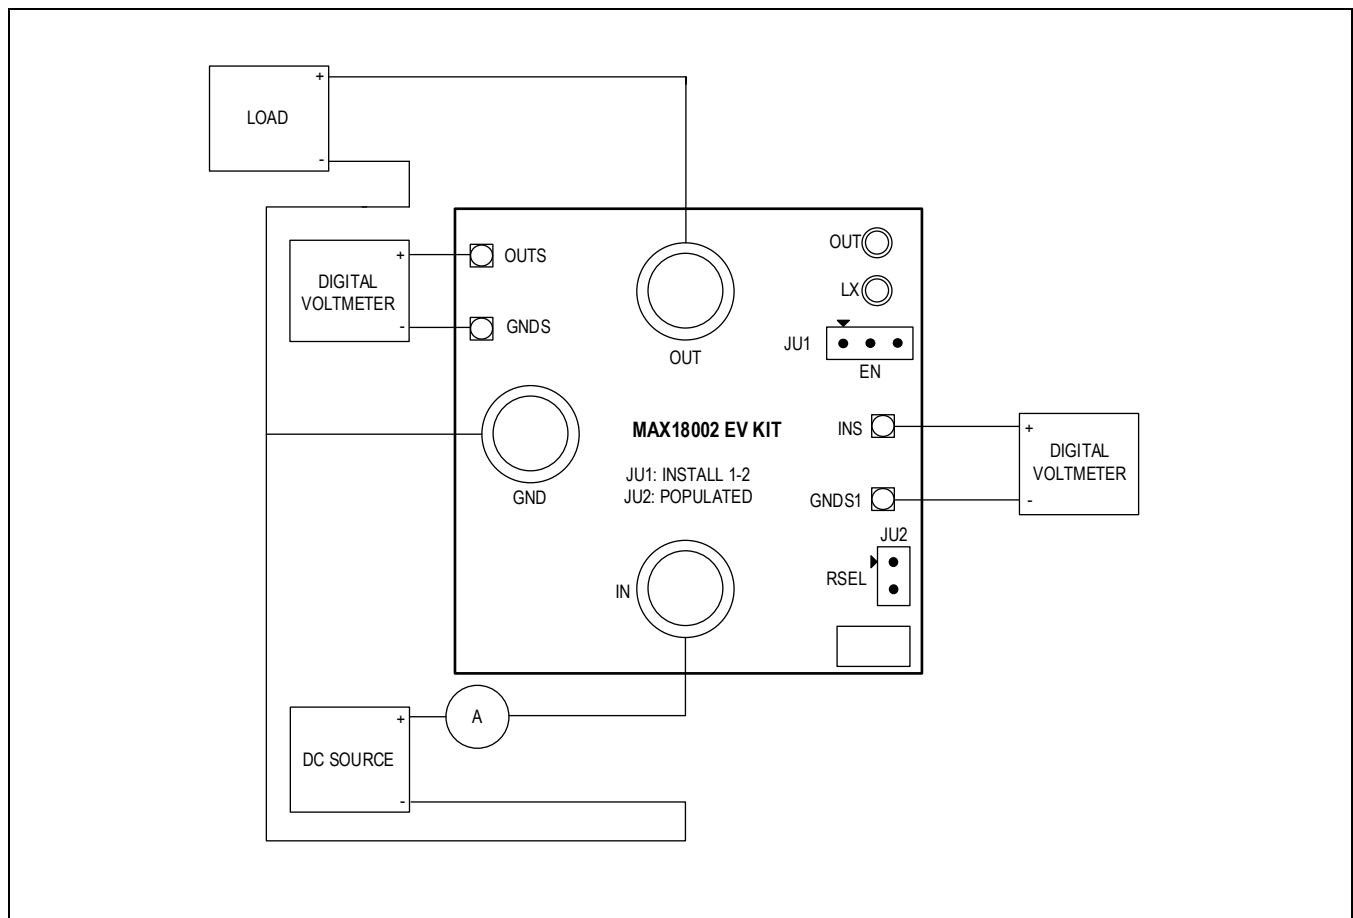 +
LOAD
-
OUTS
GNDS
+
DIGITAL
VOLTMETER
-
OUT
OUT
LX
JU1
EN
MAX18002 EV KIT
JU1: INSTALL 1-2
JU2: POPULATED
INS
GNDS1
+
DIGITAL
VOLTMETER
-
GND
JU2
RSEL
IN
A
+
DC SOURCE
-